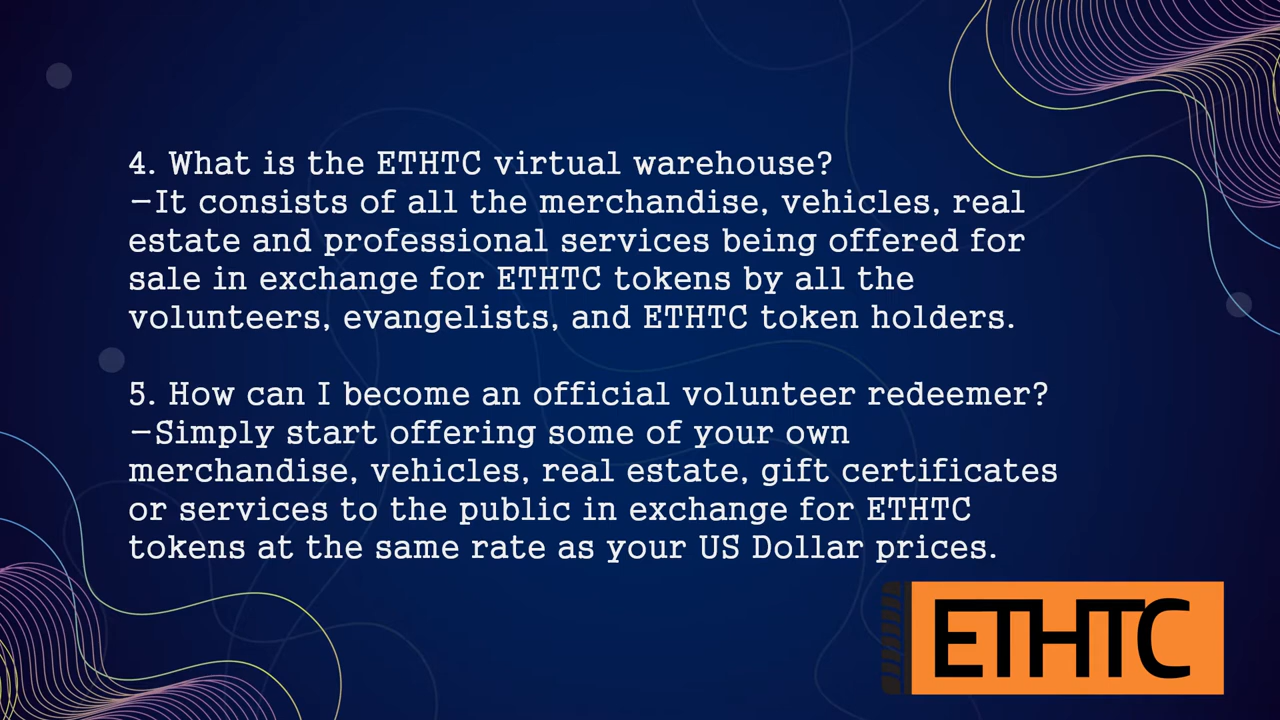 4. What is the ETHTC virtual warehouse?
—It consists of all the merchandise, vehicles, real
estate and professional services being offered for
sale in exchange for ETHTC tokens by all the
volunteers, evangelists, and ETHTC token holders.
5. How can I become an official volunteer redeemer?
—Simply start offering some of your own
merchandise, vehicles, real estate, gift certificates
or services to the public in exchange for ETHTC
tokens at the same rate as your US Dollar prices.
ETHTC